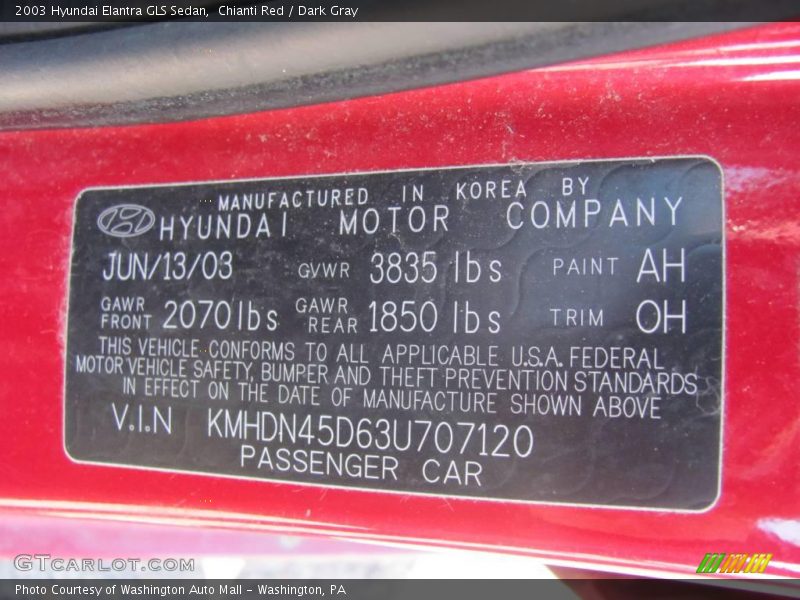 2003 Hyundai Elantra GLS Sedan,  Chianti Red / Dark Gray
MANUFACTURED IN KOREA BY
HYUNDAI MOTOR COMPANY
JUN/13/03 GVWR 3835 lbs PAINT AH
GAWR FRONT 2070 lbs GAWR REAR 1850 lbs TRIM OH
THIS VEHICLE CONFORMS TO ALL APPLICABLE U.S.A. FEDERAL
MOTOR VEHICLE SAFETY, BUMPER AND THEFT PREVENTION STANDARDS
IN EFFECT ON THE DATE OF MANUFACTURE SHOWN ABOVE
V.I.N KMHDN45D63U707120
PASSENGER CAR
GTCARLOT.COM
Photo Courtesy of Washington Auto Mall - Washington, PA